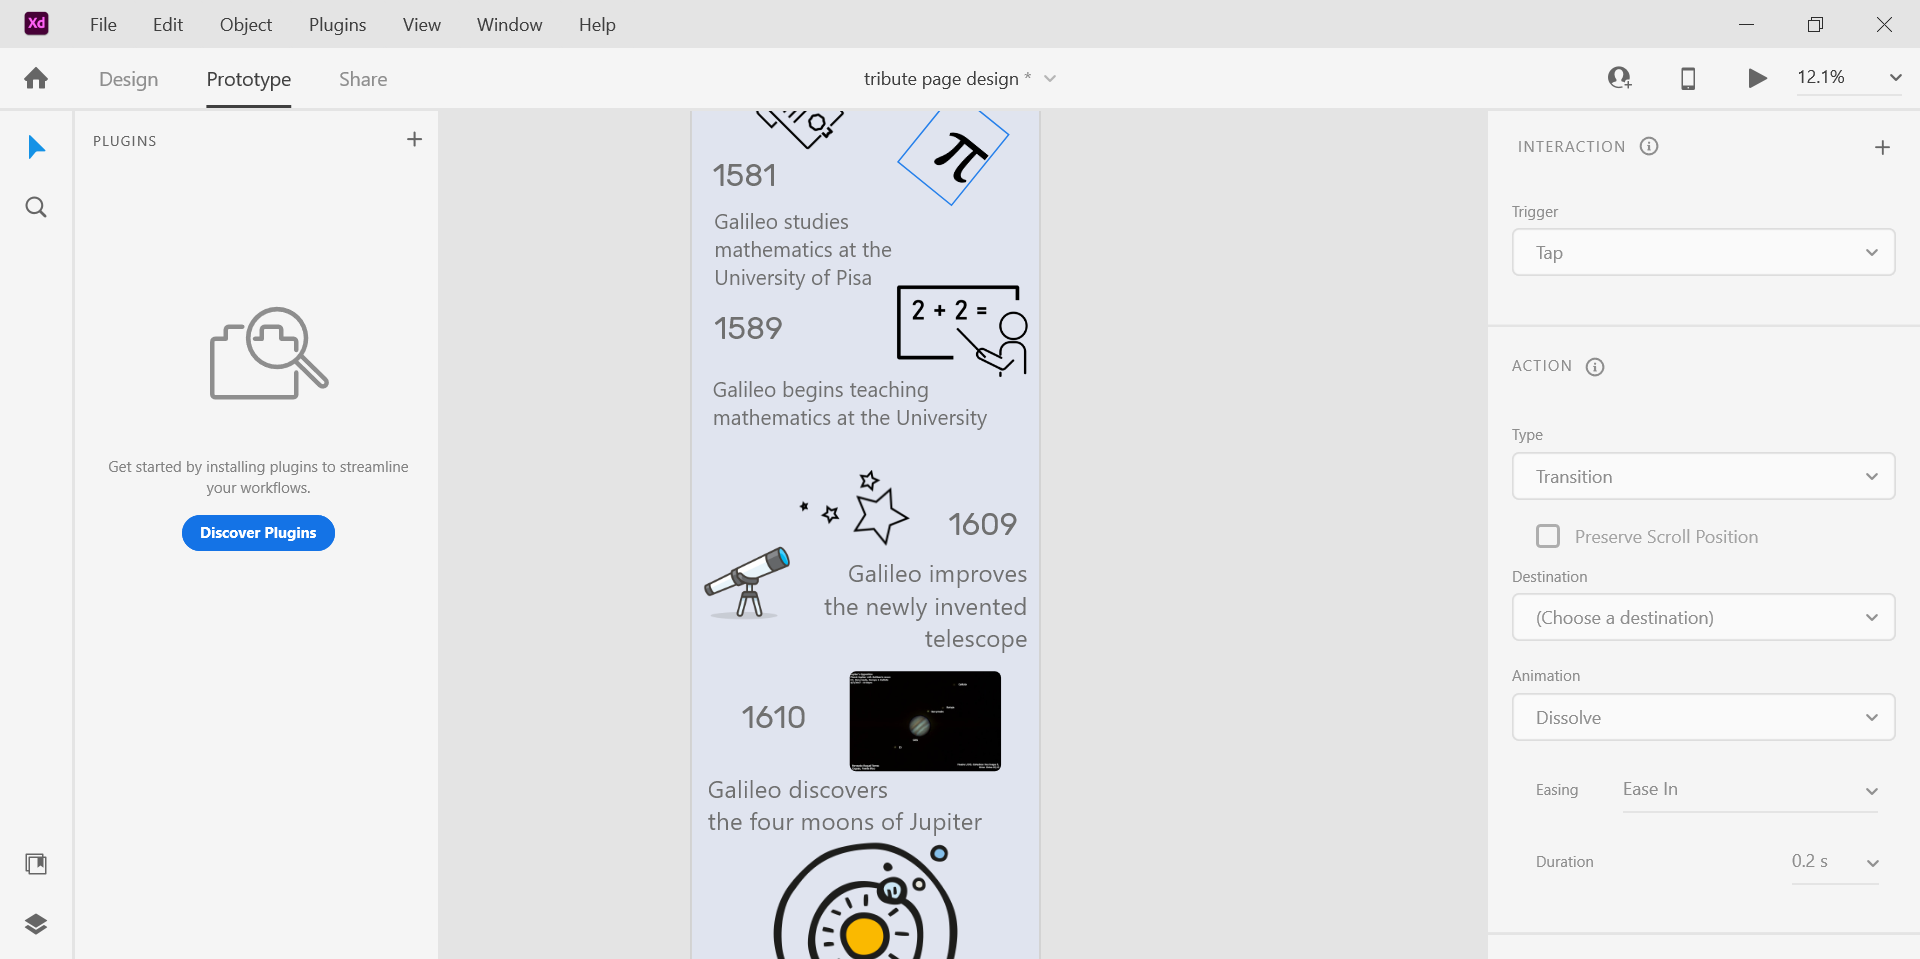 Xd File Edit Object Plugins View Window Help
Design Prototype Share tribute page design * 12.1%
PLUGINS
Get started by installing plugins to streamline
your workflows.
Discover Plugins
1581
π
Galileo studies
mathematics at the
University of Pisa
2 + 2 =
1589
Galileo begins teaching
mathematics at the University
1609
Galileo improves
the newly invented
telescope
1610
Galileo discovers
the four moons of Jupiter
INTERACTION
Trigger
Tap
ACTION
Type
Transition
Preserve Scroll Position
Destination
(Choose a destination)
Animation
Dissolve
Easing Ease In
Duration 0.2 s